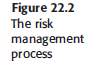 Figure 22.2
The risk
management
process